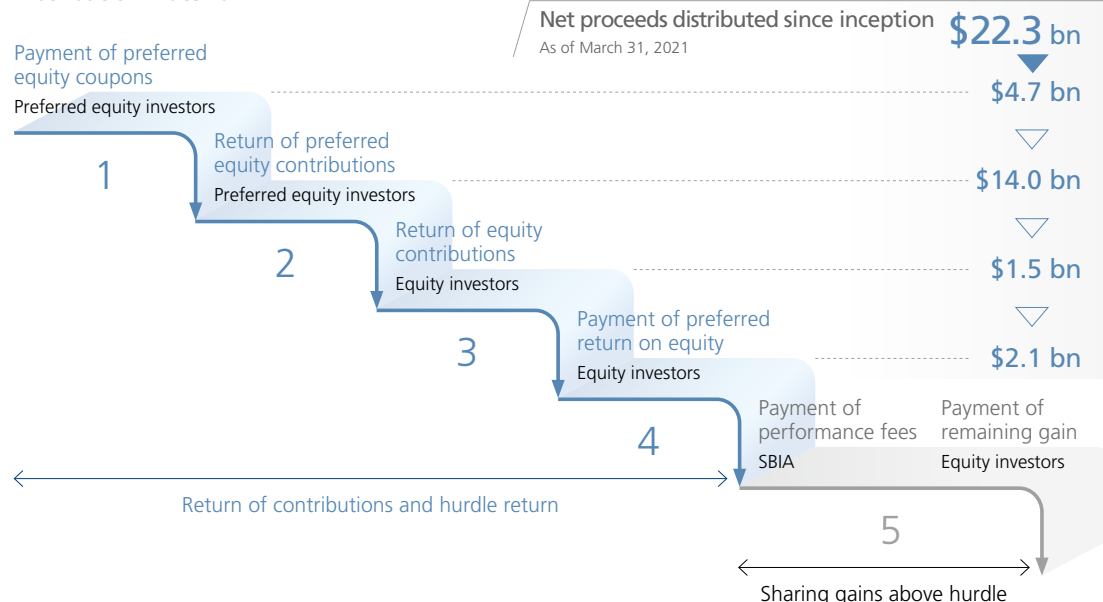 Net proceeds distributed since inception
$22.3 bn
As of March 31, 2021
Payment of preferred
equity coupons
Preferred equity investors
$4.7 bn
1
Return of preferred
equity contributions
Preferred equity investors
$14.0 bn
2
Return of equity
contributions
Equity investors
$1.5 bn
3
Payment of preferred
return on equity
Equity investors
$2.1 bn
4
Payment of
performance fees
SBIA
Payment of
remaining gain
Equity investors
Return of contributions and hurdle return
5
Sharing gains above hurdle